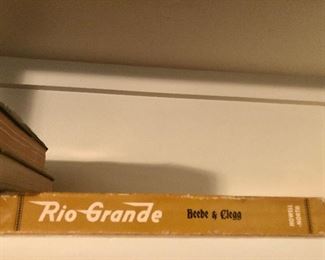 Rio Grande
Beebe & Clegg
HOWELL
NORTH